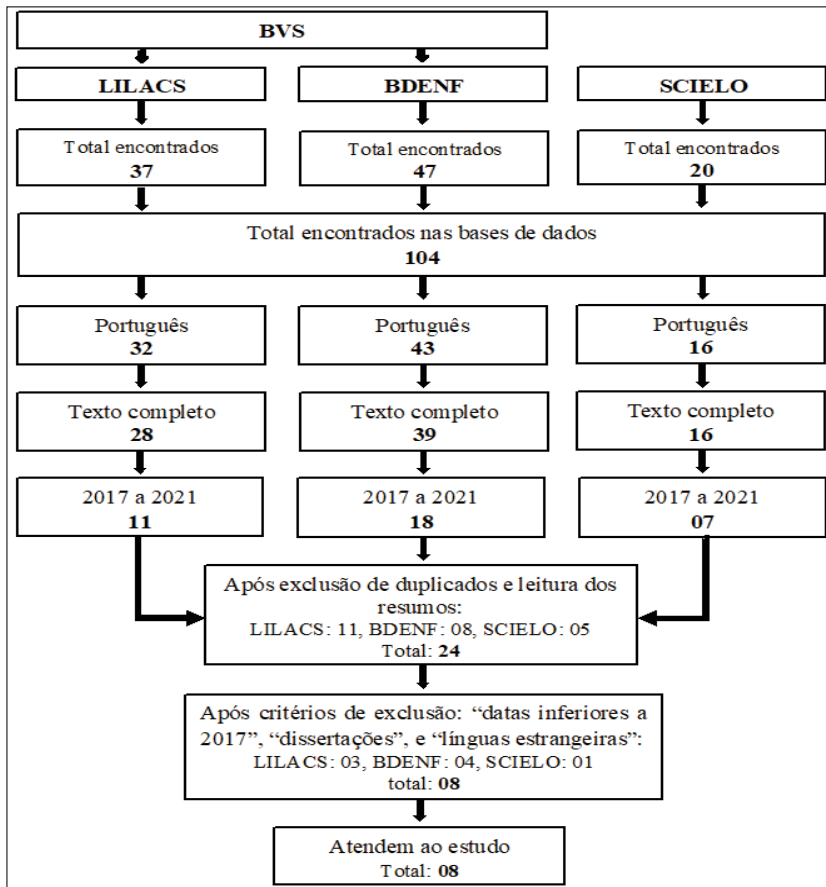 BVS
LILACS
BDENF
SCIELO
Total encontrados
37
Total encontrados
47
Total encontrados
20
Total encontrados nas bases de dados
104
Português
32
Português
43
Português
16
Texto completo
28
Texto completo
39
Texto completo
16
2017 a 2021
11
2017 a 2021
18
2017 a 2021
07
Após exclusão de duplicados e leitura dos
resumos:
LILACS: 11, BDENF: 08, SCIELO: 05
Total: 24
Após critérios de exclusão: “datas inferiores a
2017”, “dissertações”, e “línguas estrangeiras”:
LILACS: 03, BDENF: 04, SCIELO: 01
total: 08
Atendem ao estudo
Total: 08